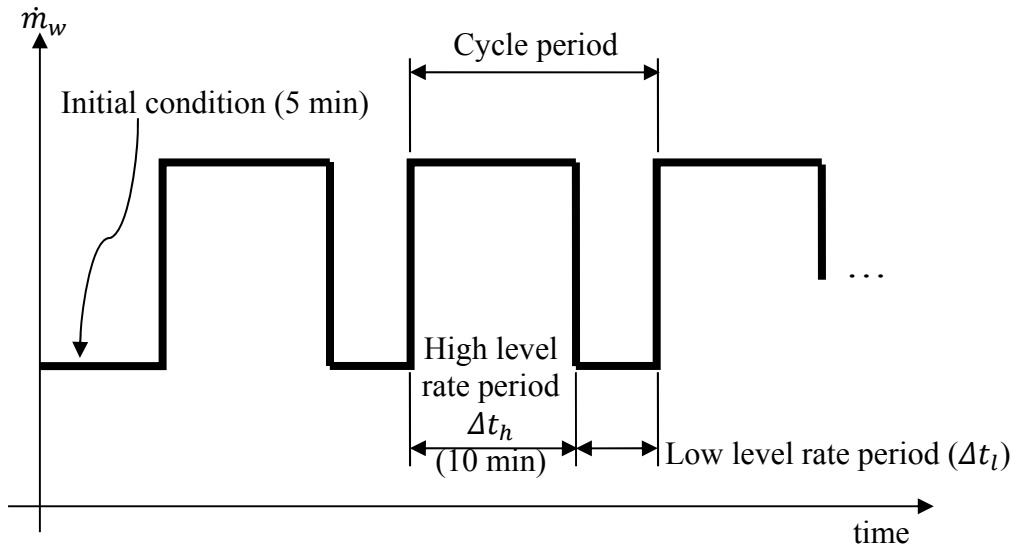 ṁ_w
Cycle period
Initial condition (5 min)
...
High level
rate period
Δt_h
(10 min)
Low level rate period (Δt_l)
time